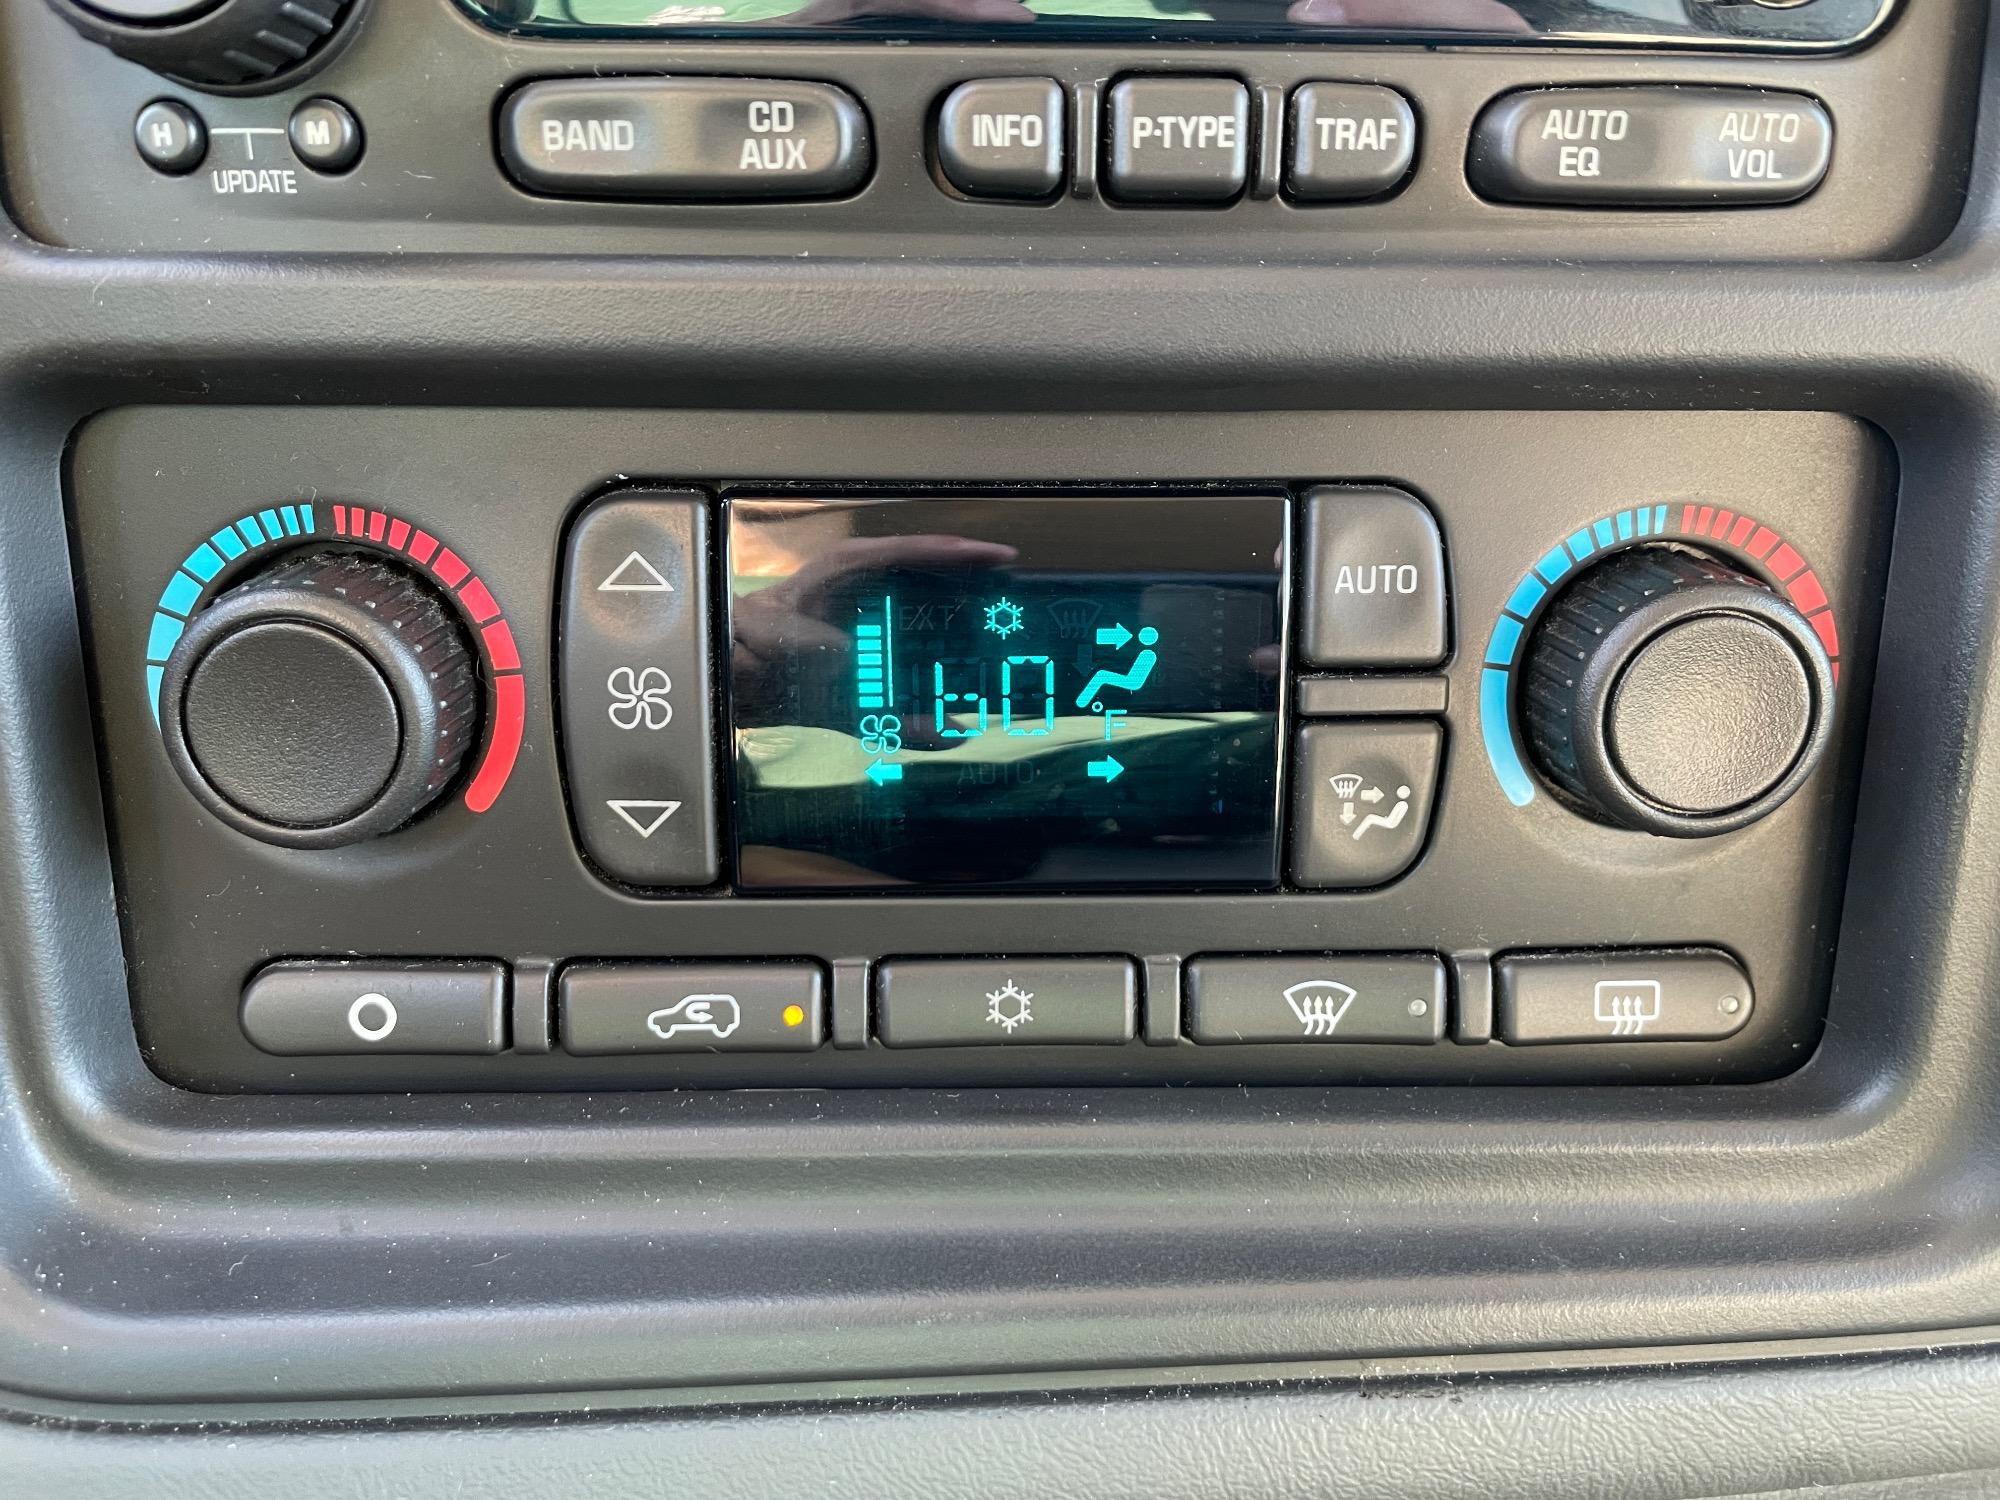 H M
UPDATE
BAND
CD
AUX
INFO
P-TYPE
TRAF
AUTO
EQ
AUTO
VOL
AUTO
EXT
60
°F
AUTO